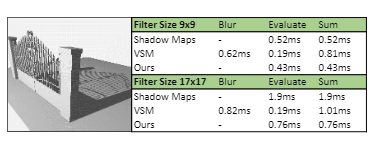 Filter Size 9x9 Blur Evaluate Sum
Shadow Maps - 0.52ms 0.52ms
VSM 0.62ms 0.19ms 0.81ms
Ours - 0.43ms 0.43ms
Filter Size 17x17 Blur Evaluate Sum
Shadow Maps - 1.9ms 1.9ms
VSM 0.82ms 0.19ms 1.01ms
Ours - 0.76ms 0.76ms